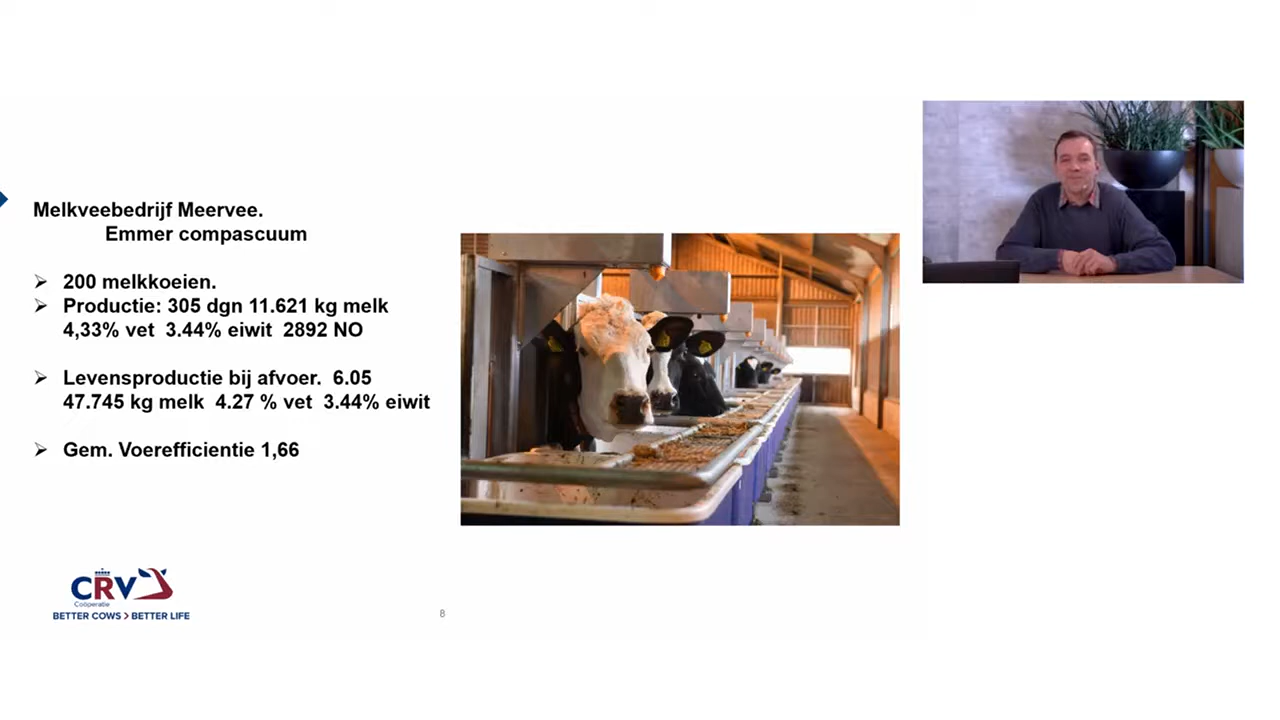 Melkveebedrijf Meervee.
Emmer compascuum
200 melkkoeien.
Productie: 305 dgn 11.621 kg melk
4,33% vet 3.44% eiwit 2892 NO
Levensproductie bij afvoer. 6.05
47.745 kg melk 4.27 % vet 3.44% eiwit
Gem. Voerefficientie 1,66
CRV
Coöperatie
BETTER COWS > BETTER LIFE
8